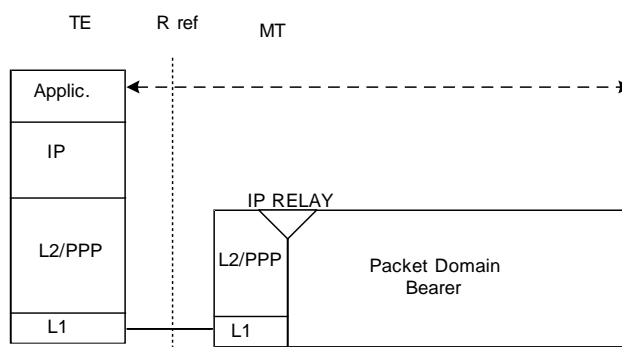 TE
R ref
MT
Applic.
IP
L2/PPP
L1
IP RELAY
L2/PPP
L1
Packet Domain
Bearer